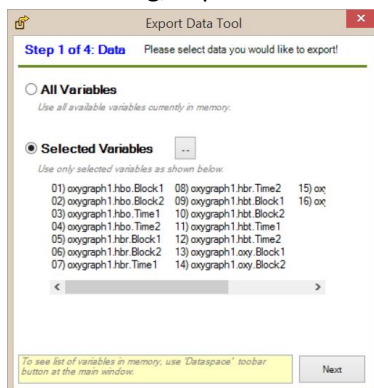 Export Data Tool
Step 1 of 4: Data Please select data you would like to export!
All Variables
Use all available variables currently in memory.
Selected Variables --
Use only selected variables as shown below.
01) oxygraph1.hbo.Block1 08) oxygraph1.hbr.Time2 15) ox
02) oxygraph1.hbo.Block2 09) oxygraph1.hbt.Block1 16) ox
03) oxygraph1.hbo.Time1 10) oxygraph1.hbt.Block2
04) oxygraph1.hbo.Time2 11) oxygraph1.hbt.Time1
05) oxygraph1.hbr.Block1 12) oxygraph1.hbt.Time2
06) oxygraph1.hbr.Block2 13) oxygraph1.oxy.Block1
07) oxygraph1.hbr.Time1 14) oxygraph1.oxy.Block2
To see list of variables in memory, use 'Dataspace' toobar
button at the main window.
Next